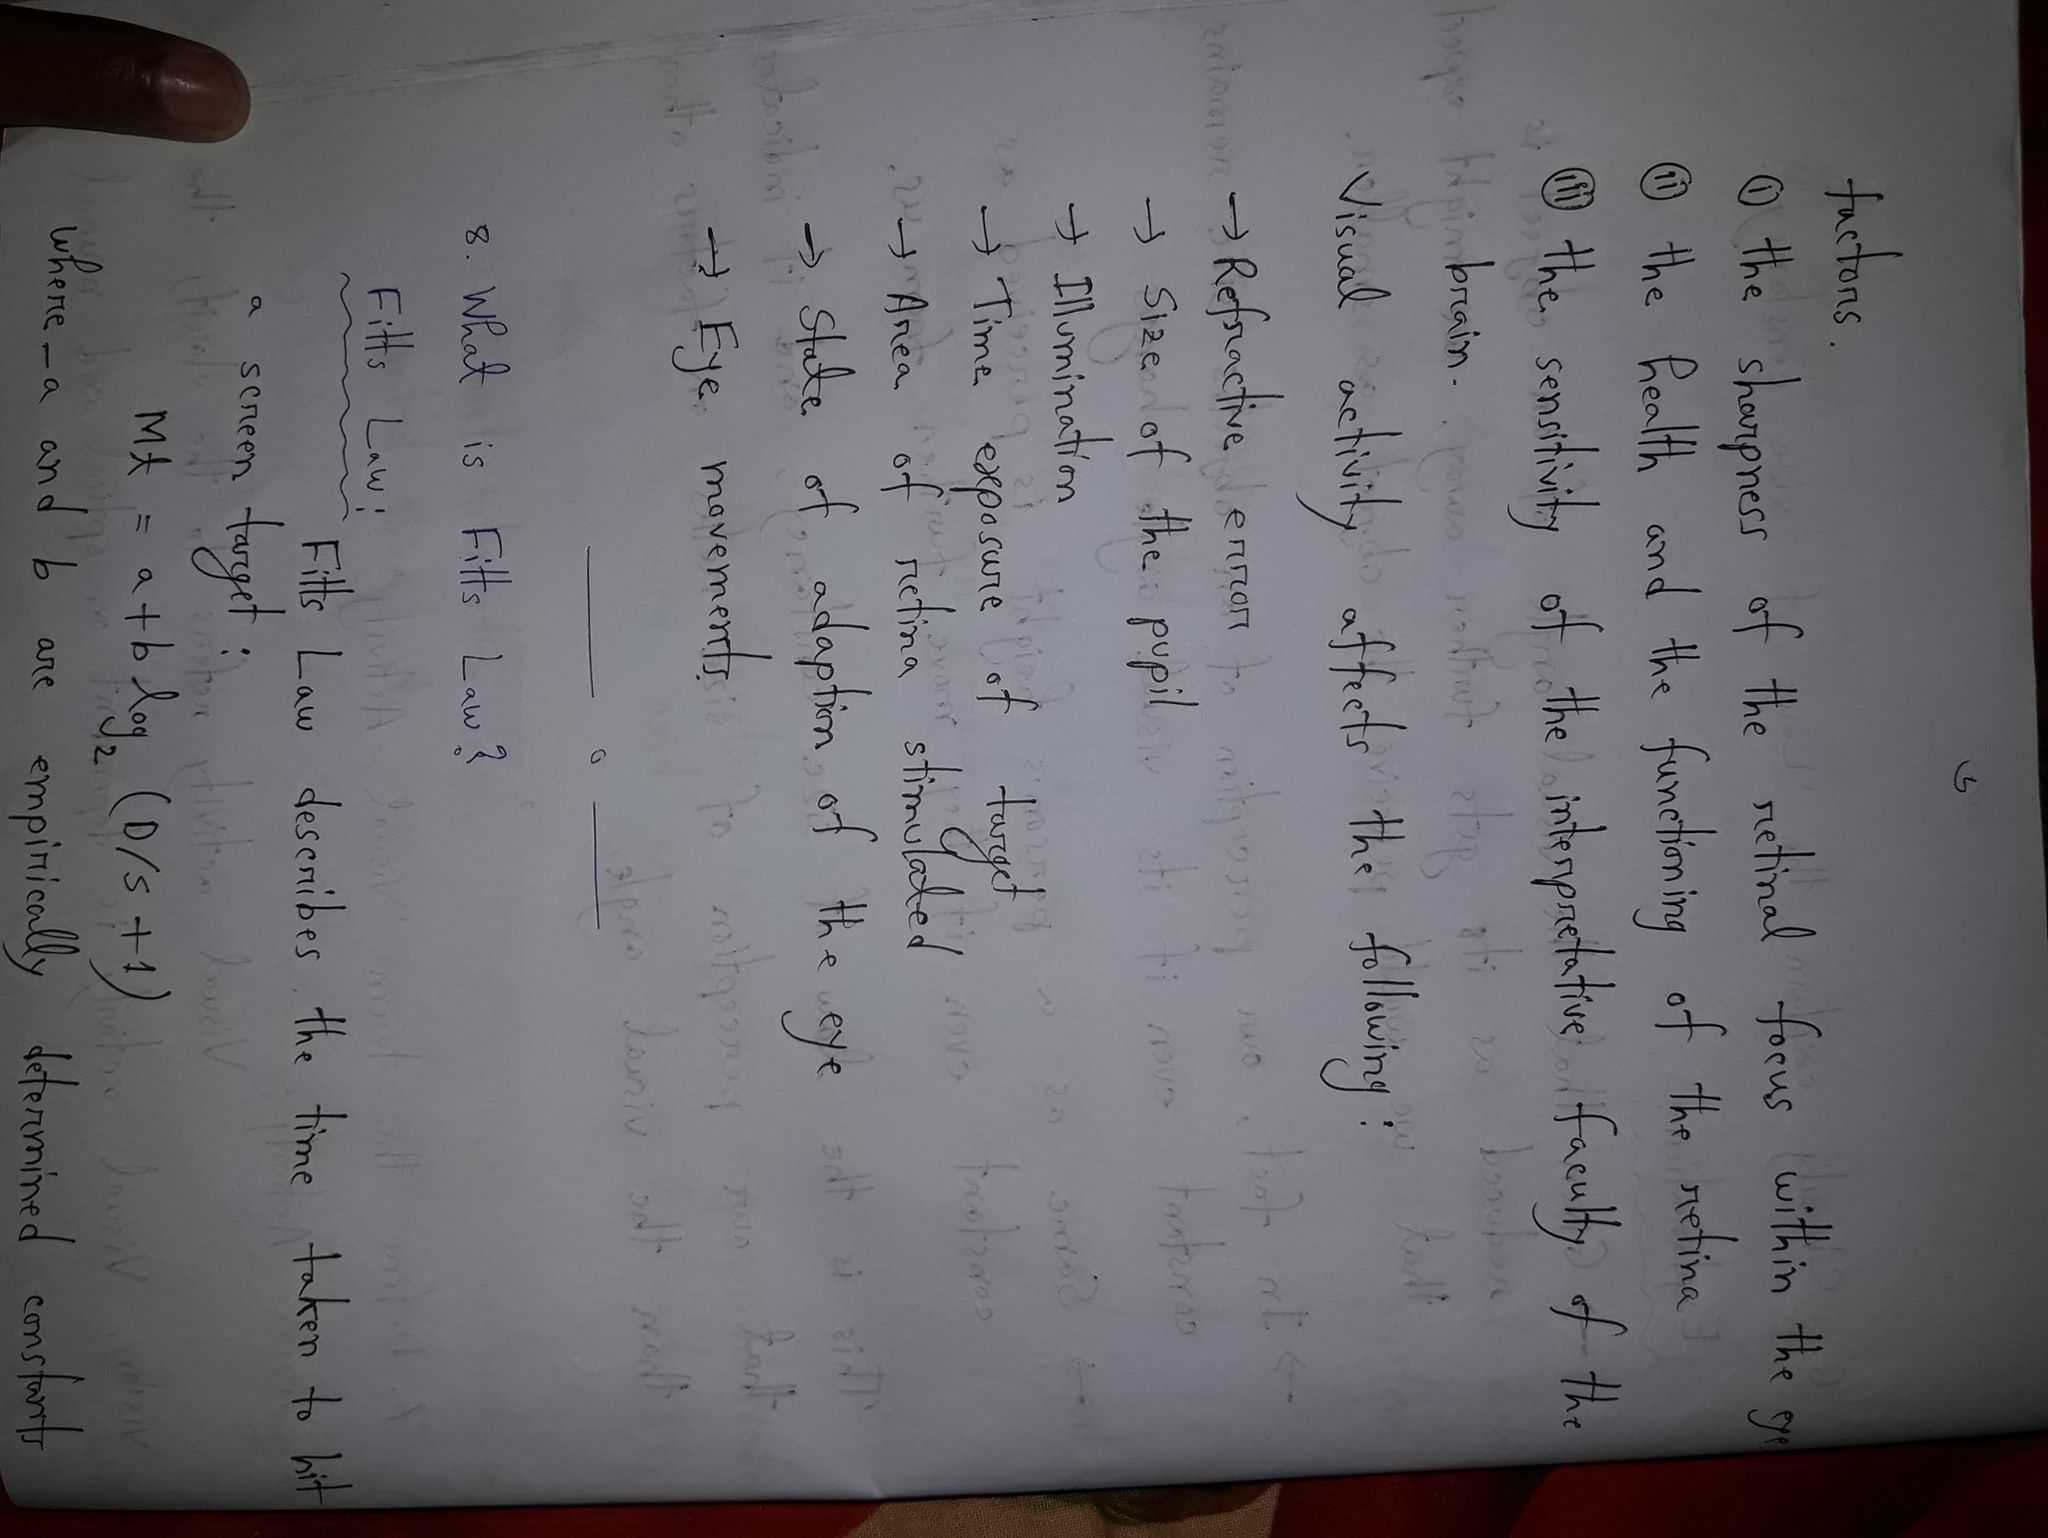 factors.
(i) the sharpness of the retinal focus within the eye
(ii) the health and the functioning of the retina
(iii) the sensitivity of the interpretative faculty of the
brain.
Visual activity affects the following:
→ Refractive error
→ Size of the pupil
→ Illumination
→ Time exposure of target
→ Area of retina stimulated
→ State of adaption of the eye
→ Eye movements
8. What is Fitts Law?
Fitts Law: Fitts Law describes the time taken to hit
a screen target:
Mt = a + b log₂ (D/s + 1)
where - a and b are empirically determined constants